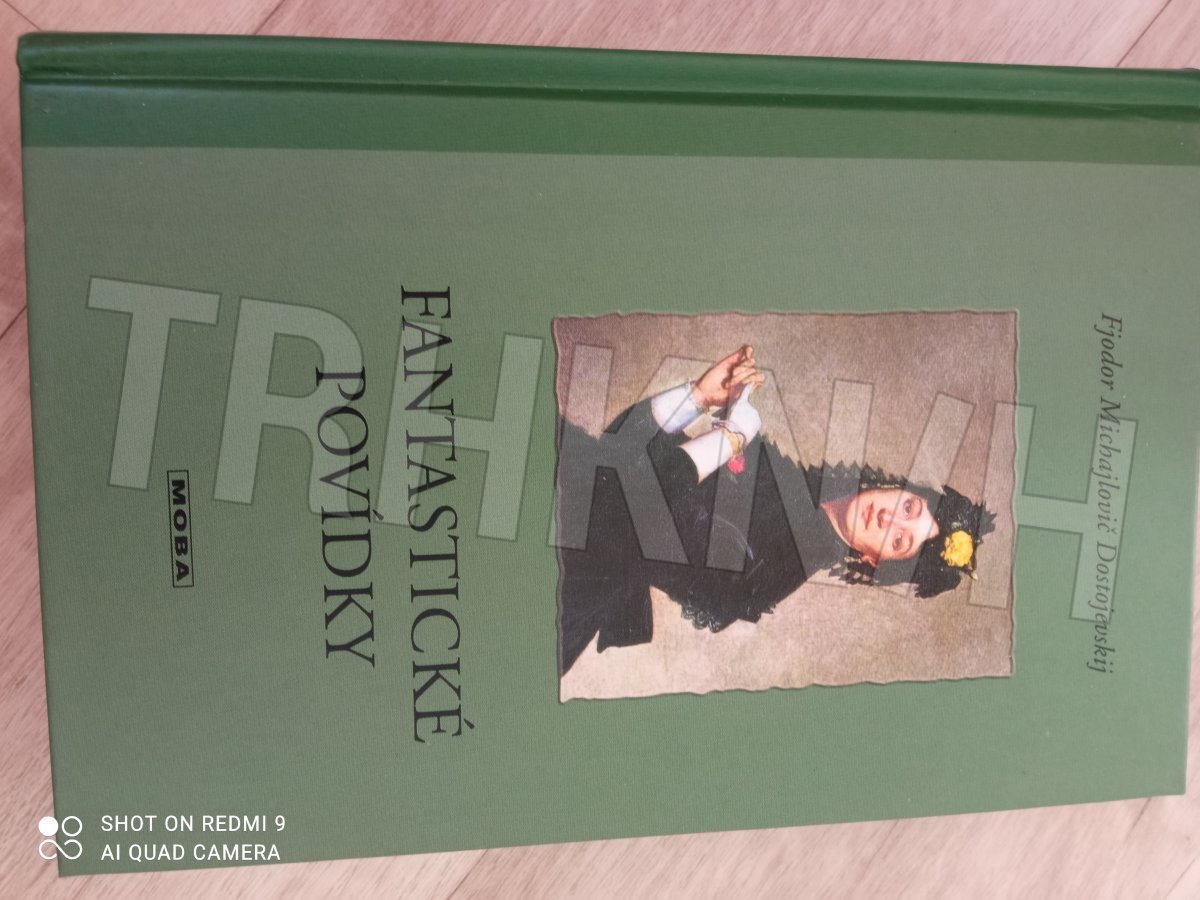 Fjodor Michajlovič Dostojevskij
FANTASTICKÉ
POVÍDKY
MOBA
TRHKNIH
SHOT ON REDMI 9
AI QUAD CAMERA